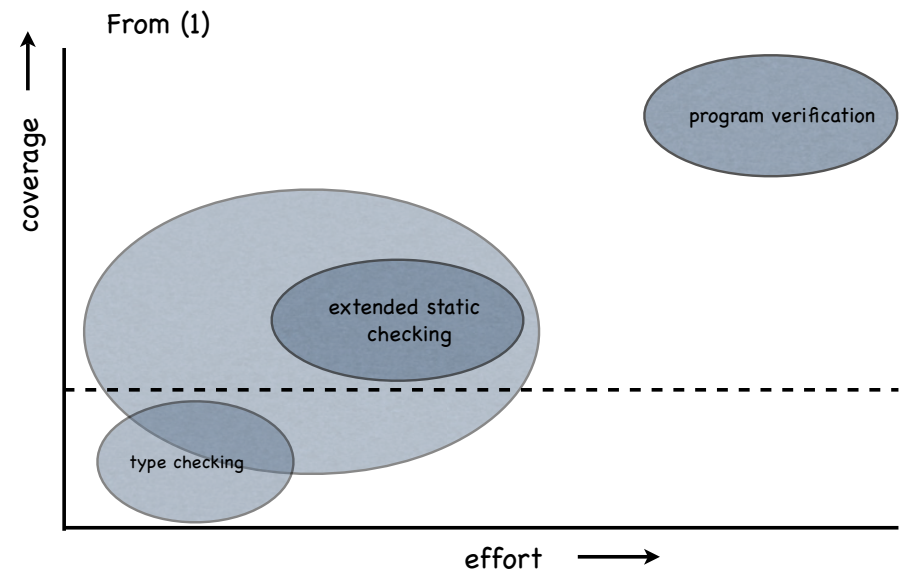 From (1)
coverage
program verification
extended static
checking
type checking
effort